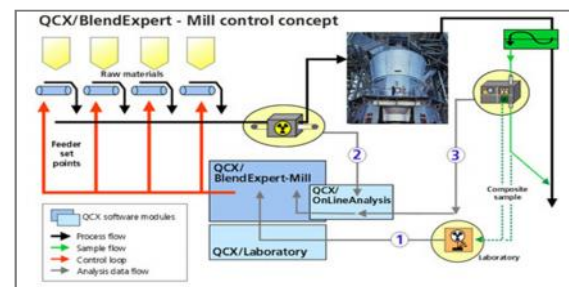 QCX/BlendExpert - Mill control concept
Raw materials
Feeder
set
points
2
3
QCX/
BlendExpert-Mill
QCX/
OnLineAnalysis
Composite
sample
QCX software modules
Process flow
Sample flow
Control loop
Analysis data flow
QCX/Laboratory
1
Laboratory